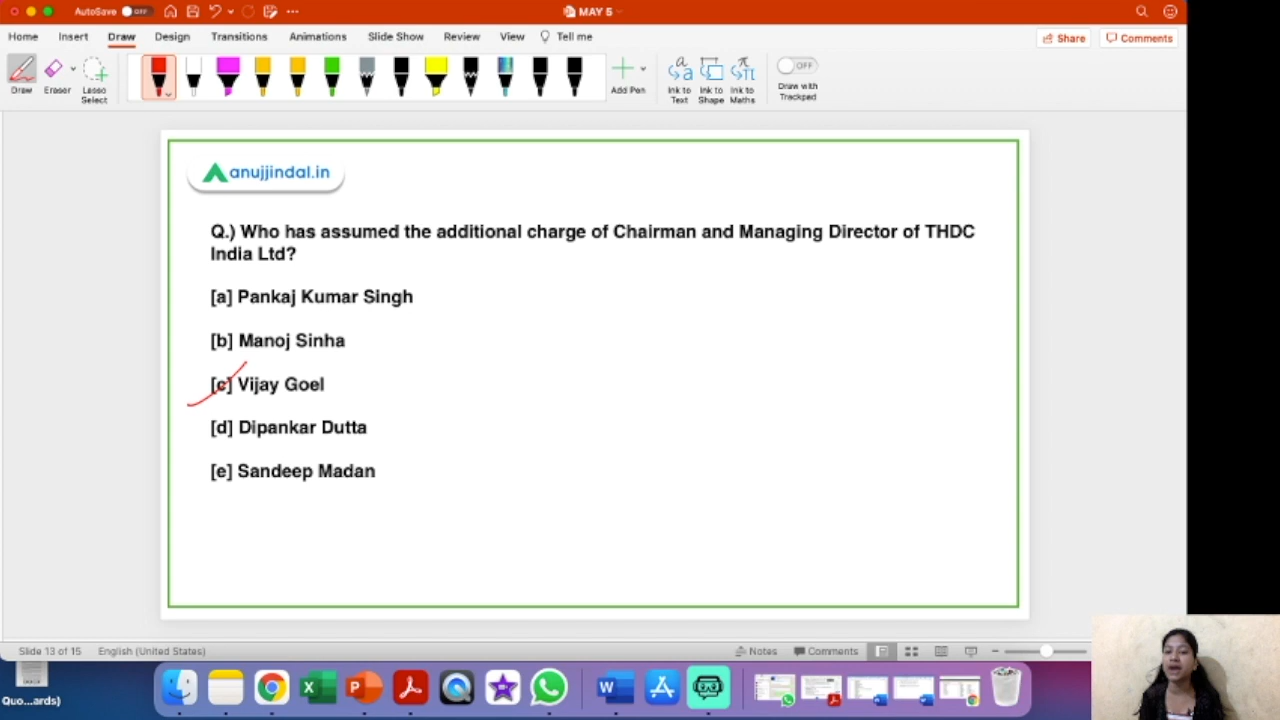 AutoSave OFF
MAY 5
Home Insert Draw Design Transitions Animations Slide Show Review View Tell me
Share Comments
Draw Eraser Lasso Select
Add Pen
Ink to Text Ink to Shape Ink to Maths
OFF Draw with Trackpad
anujjindal.in
Q.) Who has assumed the additional charge of Chairman and Managing Director of THDC
India Ltd?
[a] Pankaj Kumar Singh
[b] Manoj Sinha
[c] Vijay Goel
[d] Dipankar Dutta
[e] Sandeep Madan
Slide 13 of 15 English (United States)
Notes Comments
Quo...ards)